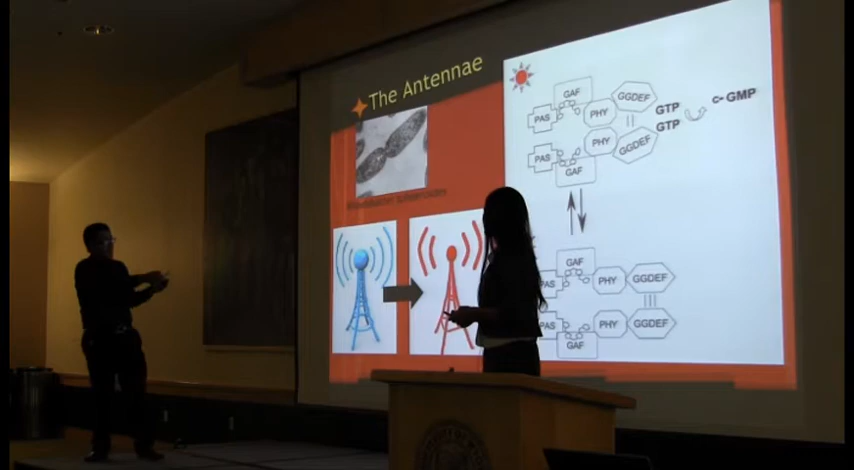 The Antennae
GAF
PAS
PHY
GGDEF
GTP
c-GMP
GTP
PHY
PAS
GGDEF
GAF
GAF
PAS
PHY
GGDEF
PAS
PHY
GGDEF
GAF